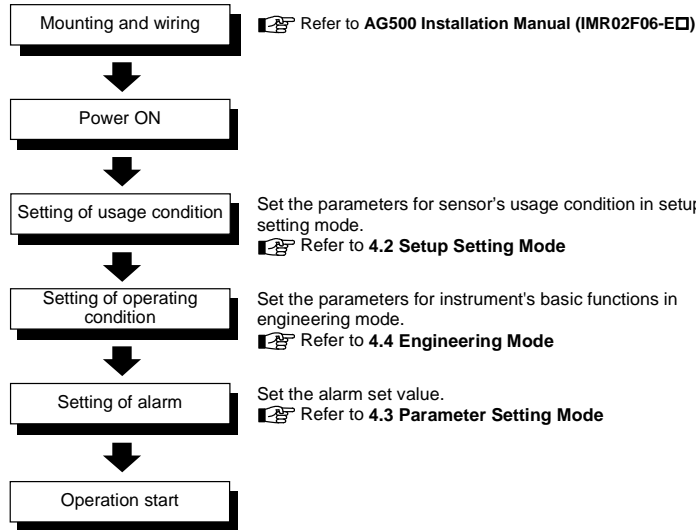 Mounting and wiring
Refer to AG500 Installation Manual (IMR02F06-E□)
Power ON
Setting of usage condition
Set the parameters for sensor's usage condition in setup
setting mode.
Refer to 4.2 Setup Setting Mode
Setting of operating
condition
Set the parameters for instrument's basic functions in
engineering mode.
Refer to 4.4 Engineering Mode
Setting of alarm
Set the alarm set value.
Refer to 4.3 Parameter Setting Mode
Operation start